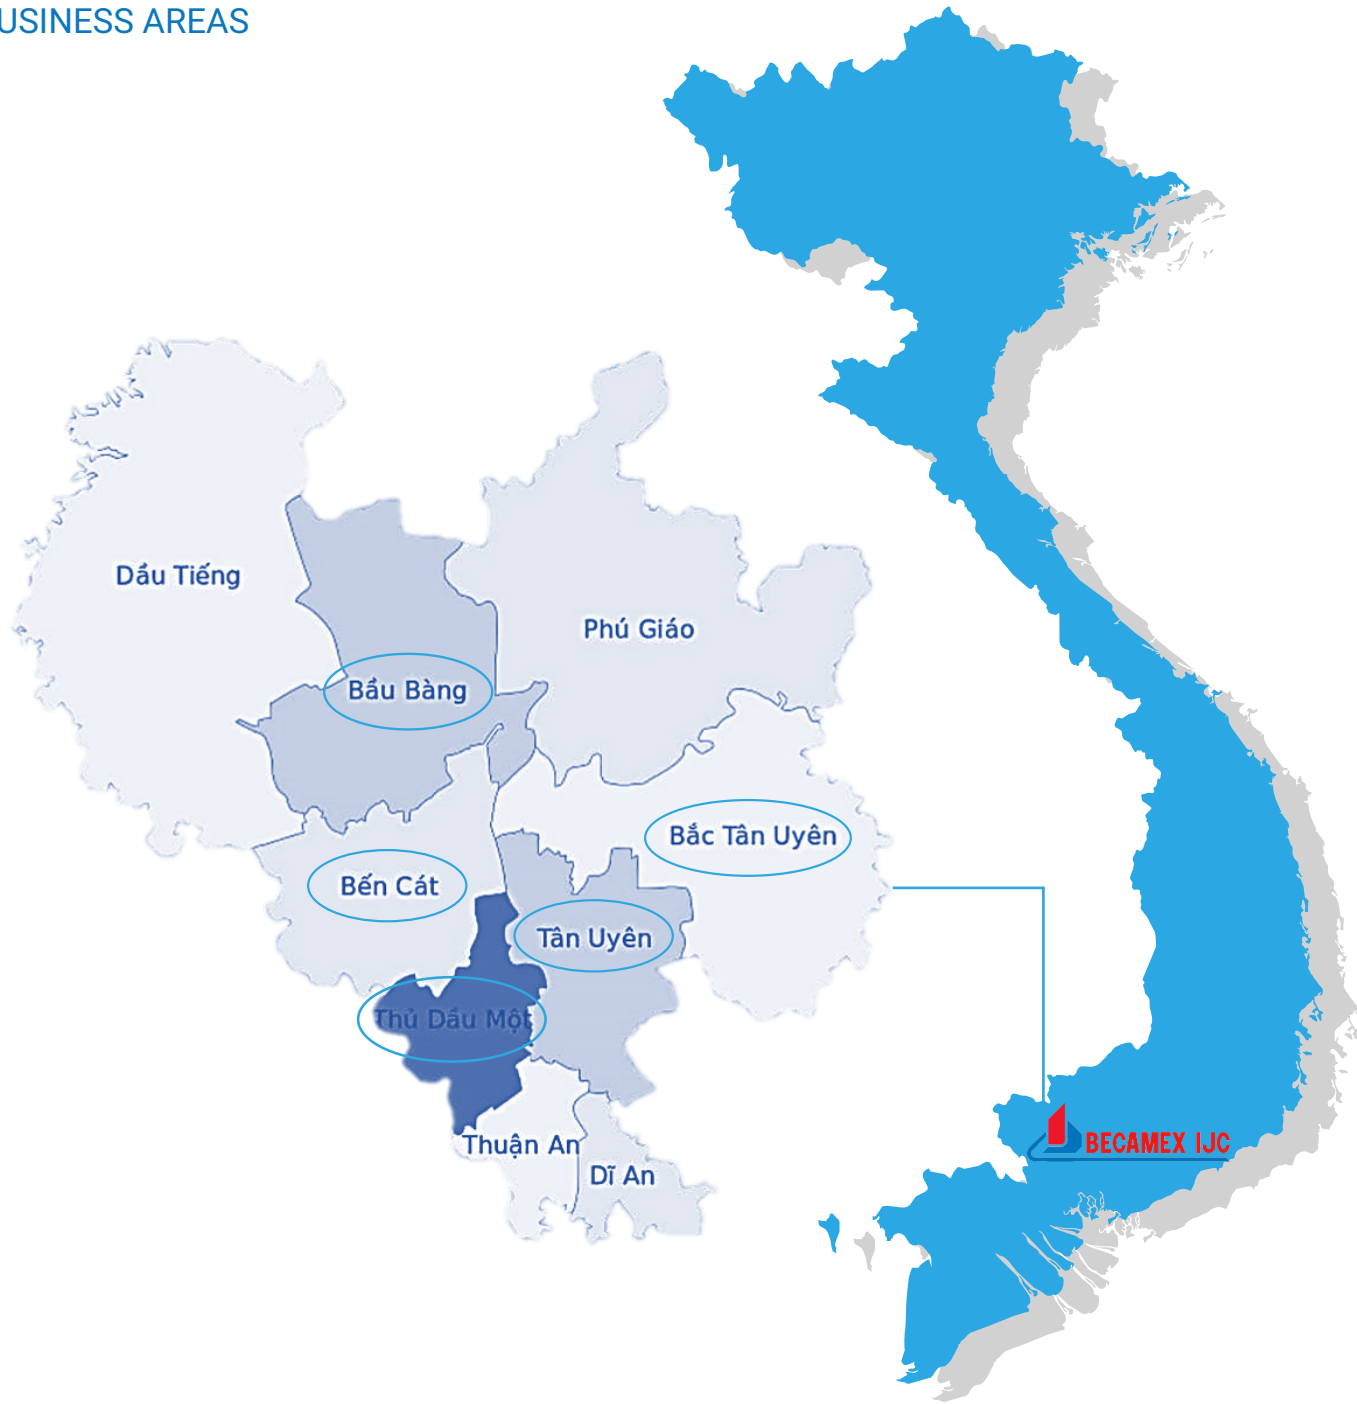 USINESS AREAS
Dầu Tiếng
Phú Giáo
Bầu Bàng
Bắc Tân Uyên
Bến Cát
Tân Uyên
Thủ Dầu Một
BECAMEX IJC
Thuận An
Dĩ An